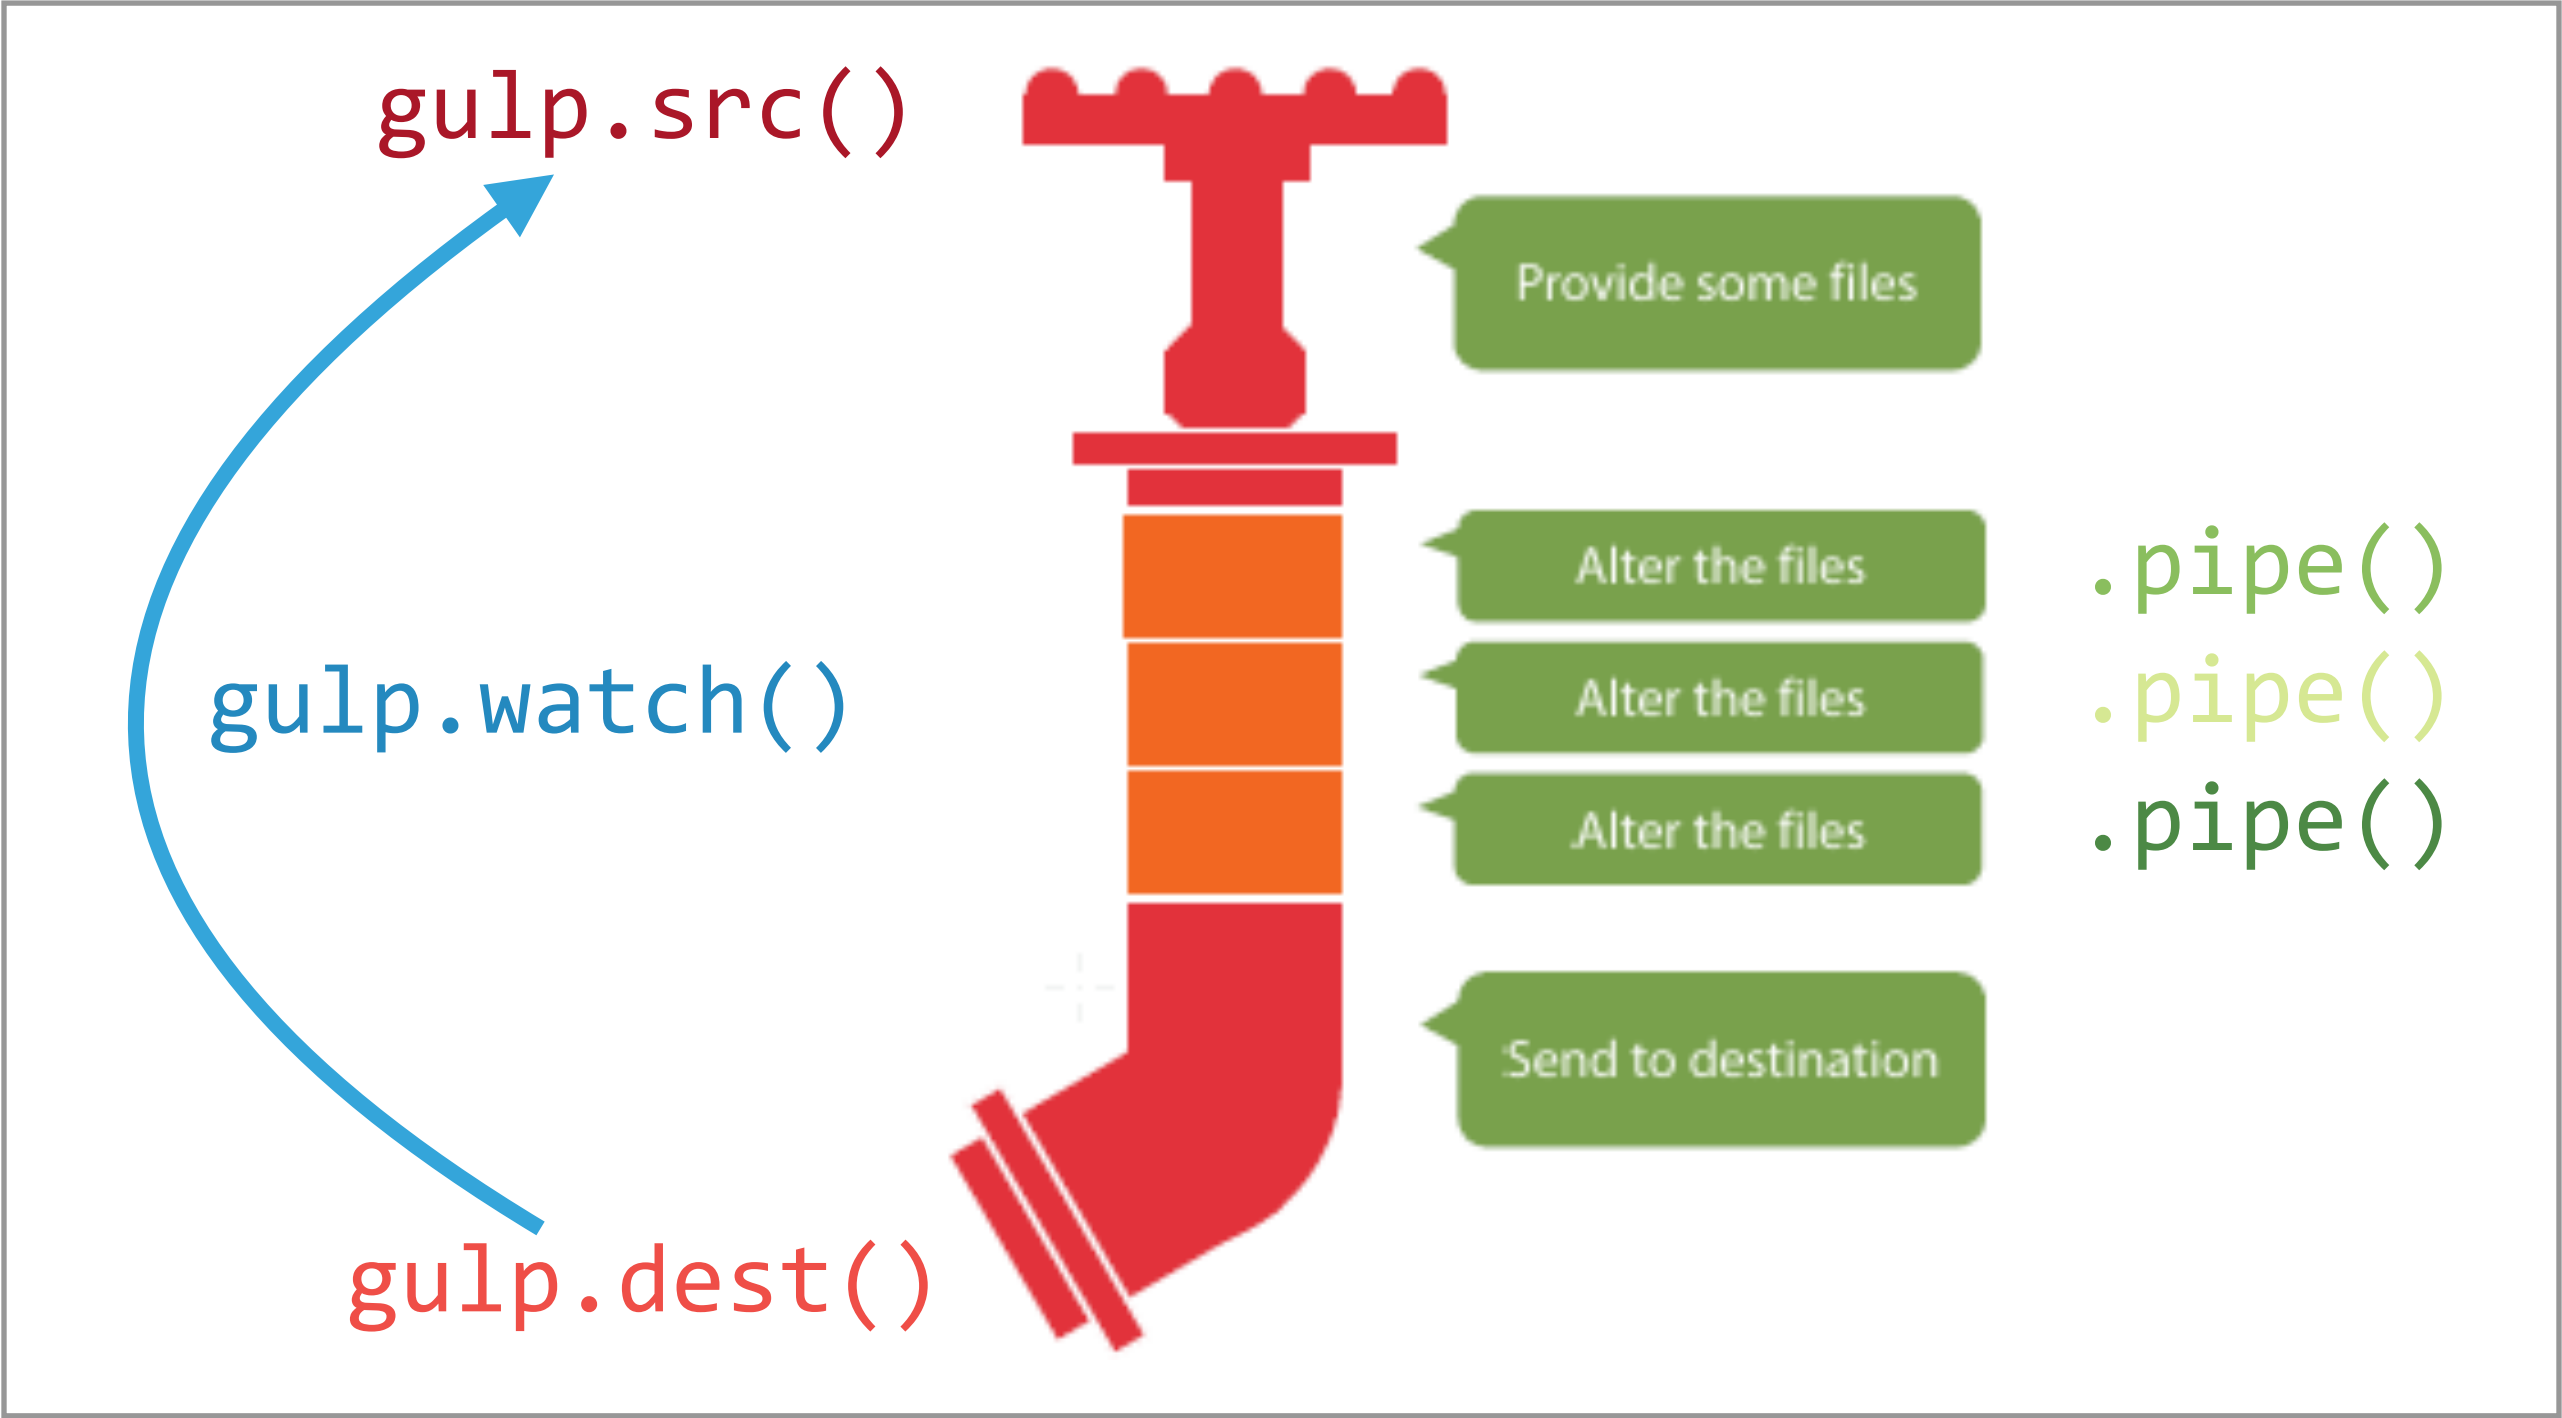 gulp.src()
Provide some files
Alter the files
.pipe()
gulp.watch()
Alter the files
.pipe()
Alter the files
.pipe()
Send to destination
gulp.dest()